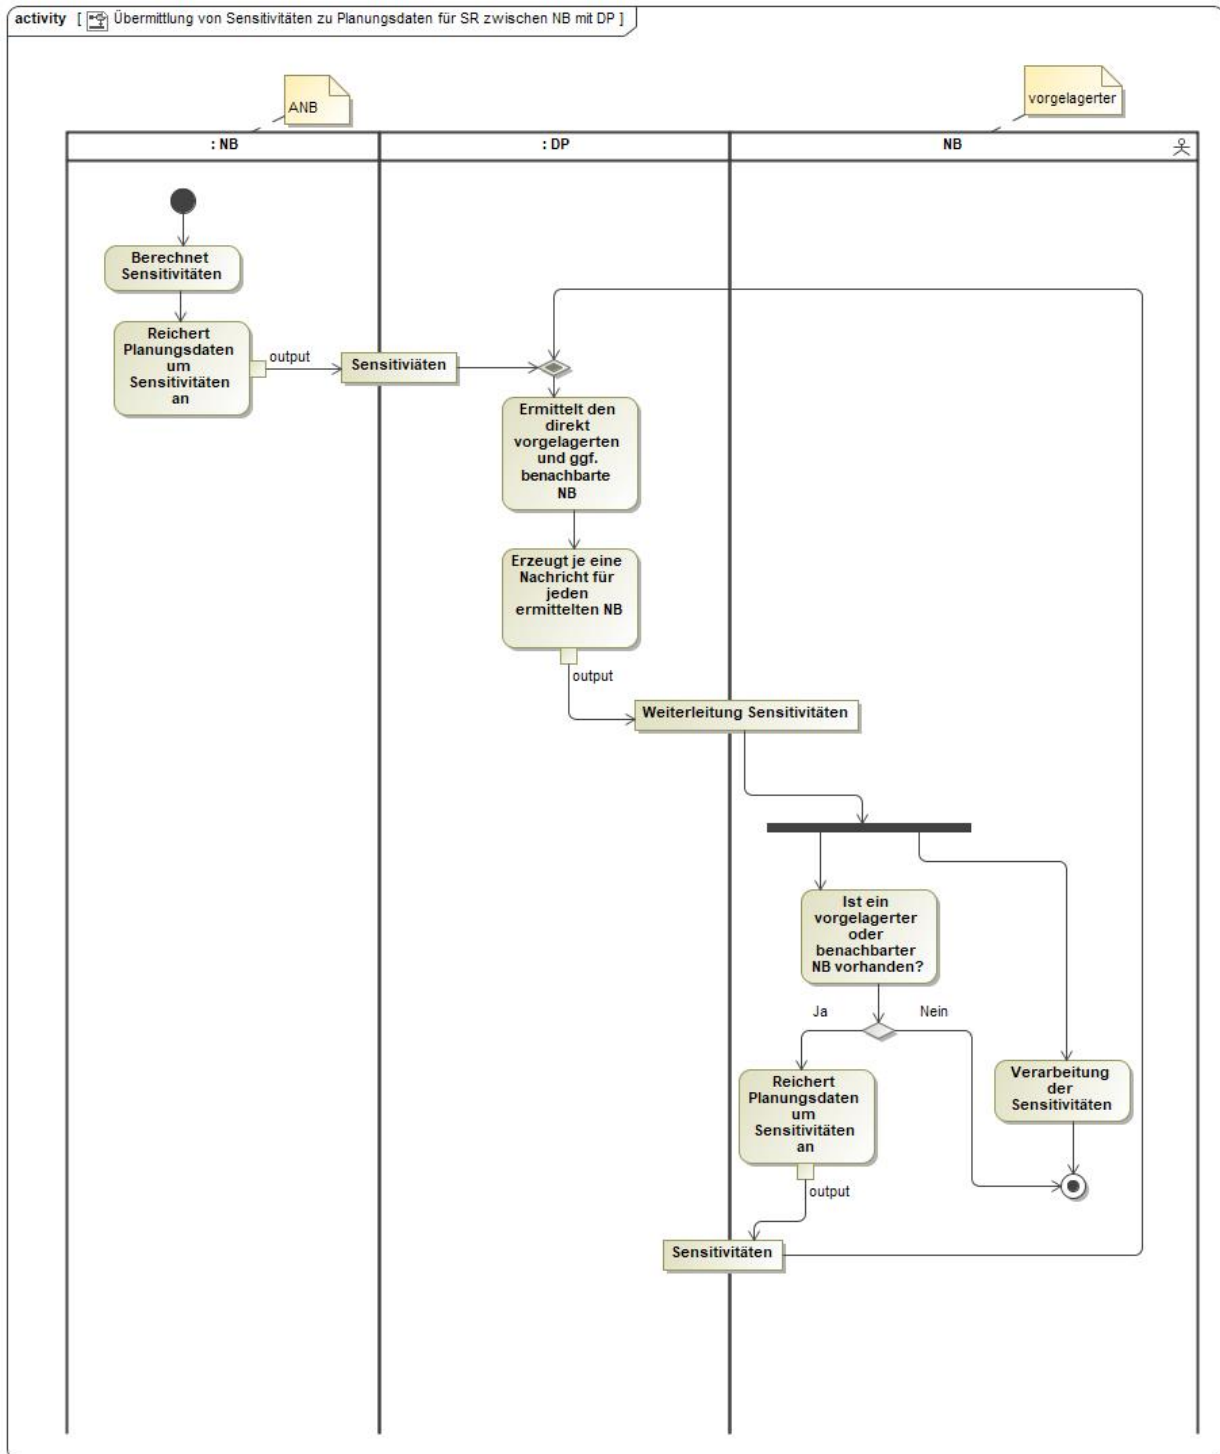 activity [ Übermittlung von Sensitivitäten zu Planungsdaten für SR zwischen NB mit DP ]
ANB
vorgelagerter
: NB
: DP
NB
Berechnet
Sensitivitäten
Reichert
Planungsdaten
um
Sensitivitäten
an
output
Sensitiviäten
Ermittelt den
direkt
vorgelagerten
und ggf.
benachbarte
NB
Erzeugt je eine
Nachricht für
jeden
ermittelten NB
output
Weiterleitung Sensitivitäten
Ist ein
vorgelagerter
oder
benachbarter
NB vorhanden?
Ja
Nein
Reichert
Planungsdaten
um
Sensitivitäten
an
Verarbeitung
der
Sensitivitäten
output
Sensitivitäten